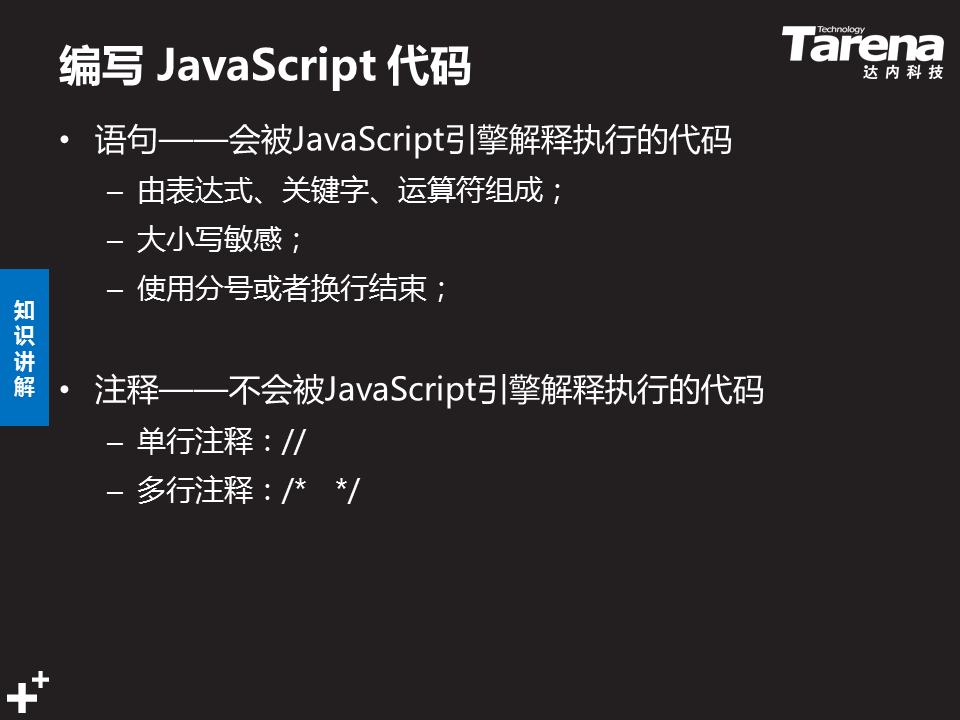 编写 JavaScript 代码
Technology
Tarena
达内科技
• 语句——会被JavaScript引擎解释执行的代码
– 由表达式、关键字、运算符组成；
– 大小写敏感；
– 使用分号或者换行结束；
知识讲解
• 注释——不会被JavaScript引擎解释执行的代码
– 单行注释：//
– 多行注释：/* */